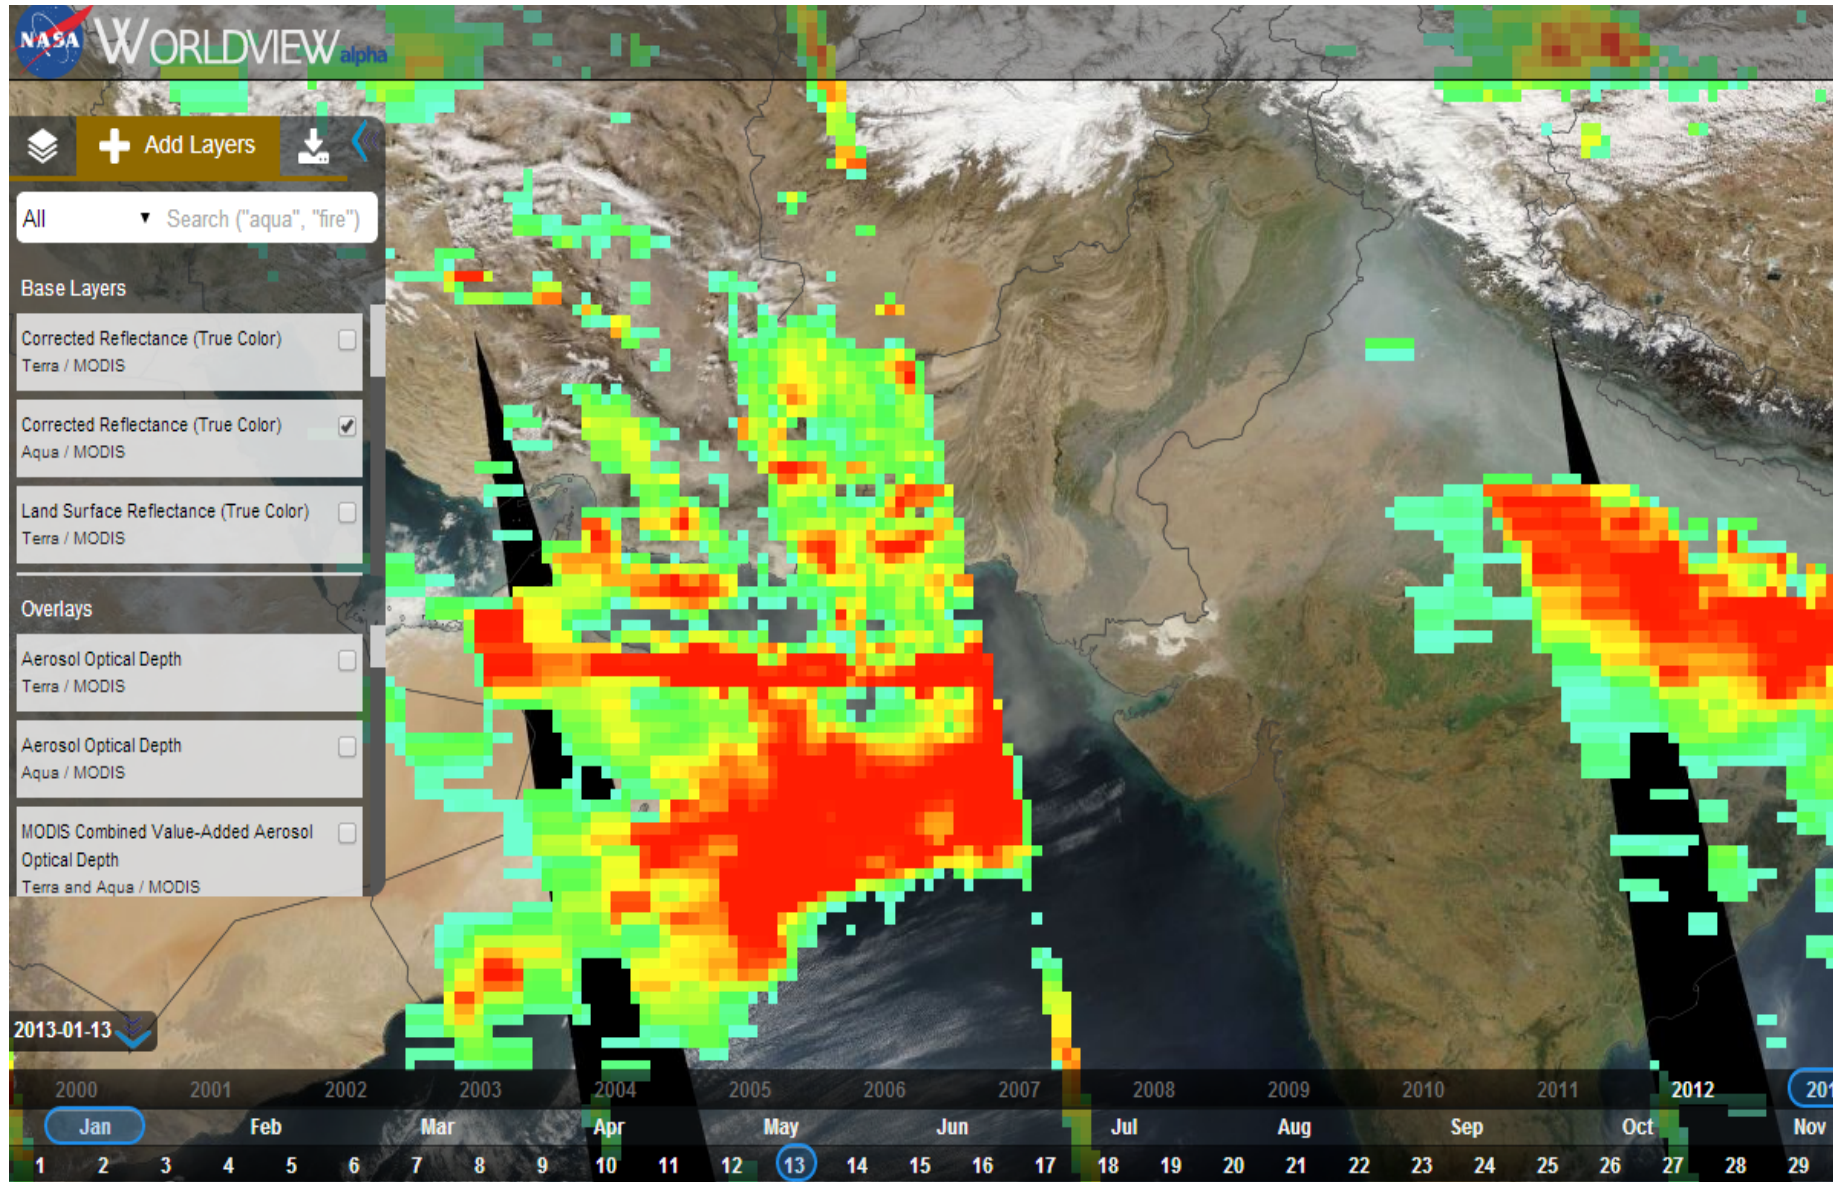 NASA
WORLDVIEW alpha
Add Layers
All ▼ Search ("aqua", "fire")
Base Layers
Corrected Reflectance (True Color)
Terra / MODIS
Corrected Reflectance (True Color)
Aqua / MODIS
Land Surface Reflectance (True Color)
Terra / MODIS
Overlays
Aerosol Optical Depth
Terra / MODIS
Aerosol Optical Depth
Aqua / MODIS
MODIS Combined Value-Added Aerosol
Optical Depth
Terra and Aqua / MODIS
2013-01-13
2000 2001 2002 2003 2004 2005 2006 2007 2008 2009 2010 2011 2012 201
Jan Feb Mar Apr May Jun Jul Aug Sep Oct Nov
1 2 3 4 5 6 7 8 9 10 11 12 13 14 15 16 17 18 19 20 21 22 23 24 25 26 27 28 29